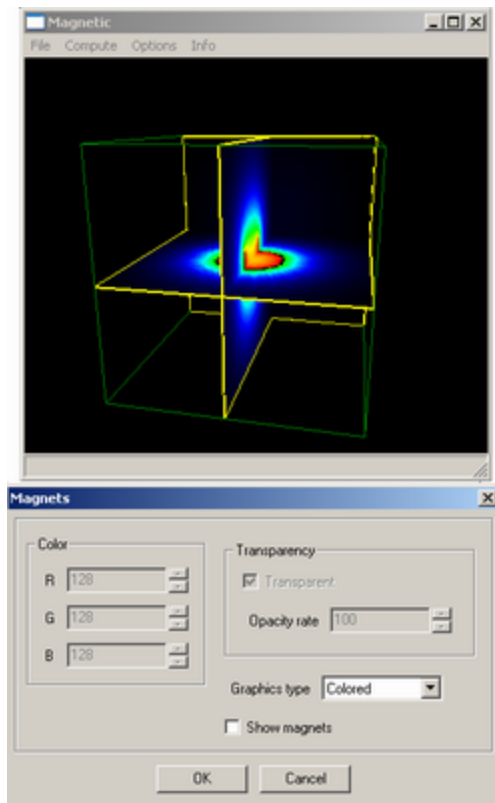 Magnetic
File Compute Options Info
Magnets
Color
R 128
G 128
B 128
Transparency
Transparent
Opacity rate 100
Graphics type Colored
Show magnets
OK Cancel